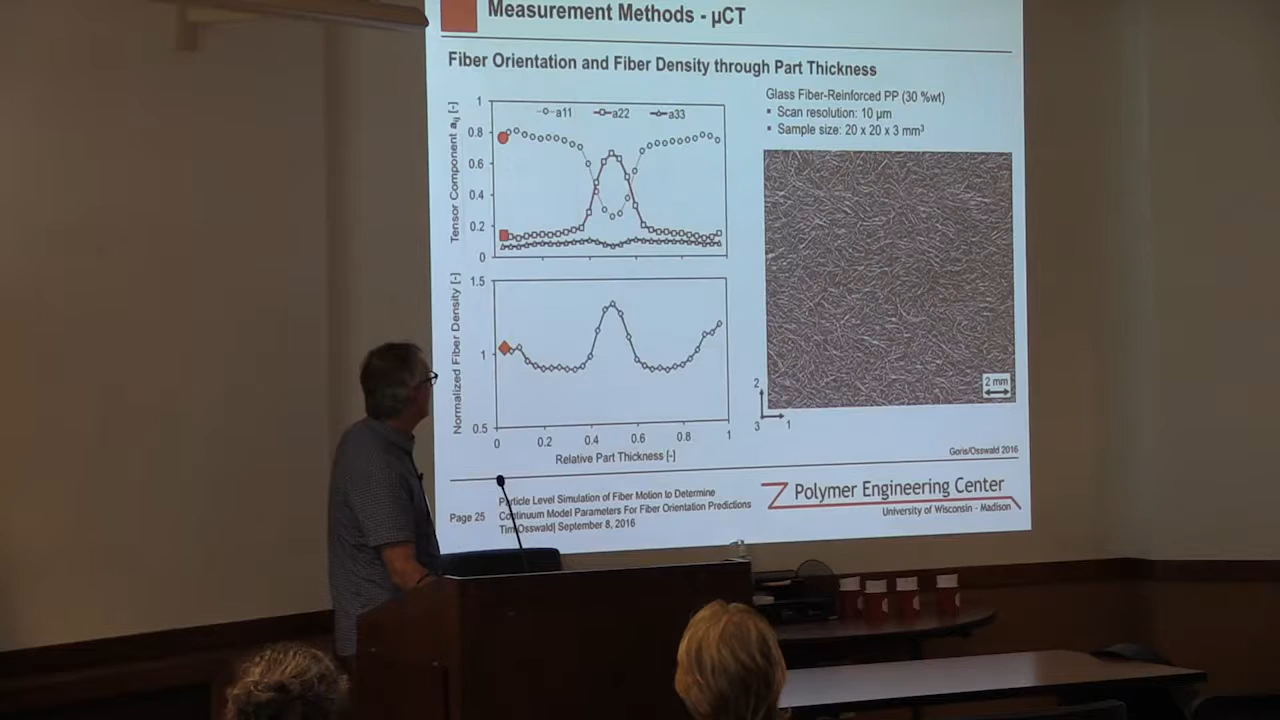 Measurement Methods - µCT
Fiber Orientation and Fiber Density through Part Thickness
Tensor Component aij [-]
1
0.8
0.6
0.4
0.2
0
a11
a22
a33
Normalized Fiber Density [-]
1.5
1
0.5
0
0.2
0.4
0.6
0.8
1
Relative Part Thickness [-]
Glass Fiber-Reinforced PP (30 %wt)
▪ Scan resolution: 10 µm
▪ Sample size: 20 x 20 x 3 mm³
2 mm
2
3
1
Goris/Osswald 2016
Page 25
Particle Level Simulation of Fiber Motion to Determine
Continuum Model Parameters For Fiber Orientation Predictions
Tim Osswald| September 8, 2016
Polymer Engineering Center
University of Wisconsin - Madison